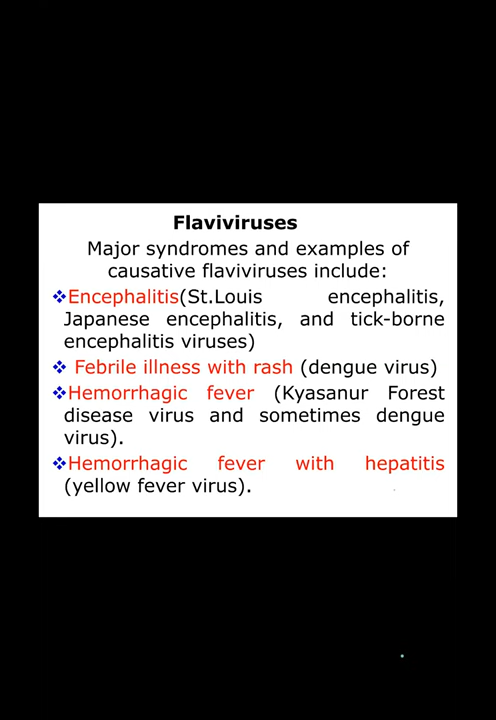 Flaviviruses
Major syndromes and examples of
causative flaviviruses include:
❖Encephalitis(St.Louis encephalitis,
Japanese encephalitis, and tick-borne
encephalitis viruses)
❖ Febrile illness with rash (dengue virus)
❖Hemorrhagic fever (Kyasanur Forest
disease virus and sometimes dengue
virus).
❖Hemorrhagic fever with hepatitis
(yellow fever virus).